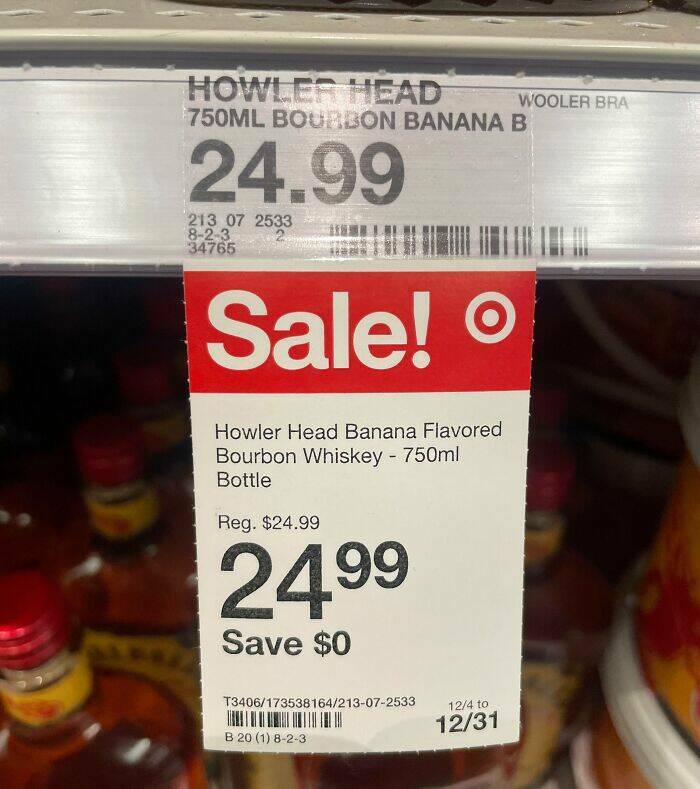 HOWLER HEAD
WOOLER BRA
750ML BOURBON BANANA B
24.99
213 07 2533
8-2-3 2
34765
Sale!
Howler Head Banana Flavored
Bourbon Whiskey - 750ml
Bottle
Reg. $24.99
24 99
Save $0
T3406/173538164/213-07-2533
12/4 to
12/31
B 20 (1) 8-2-3